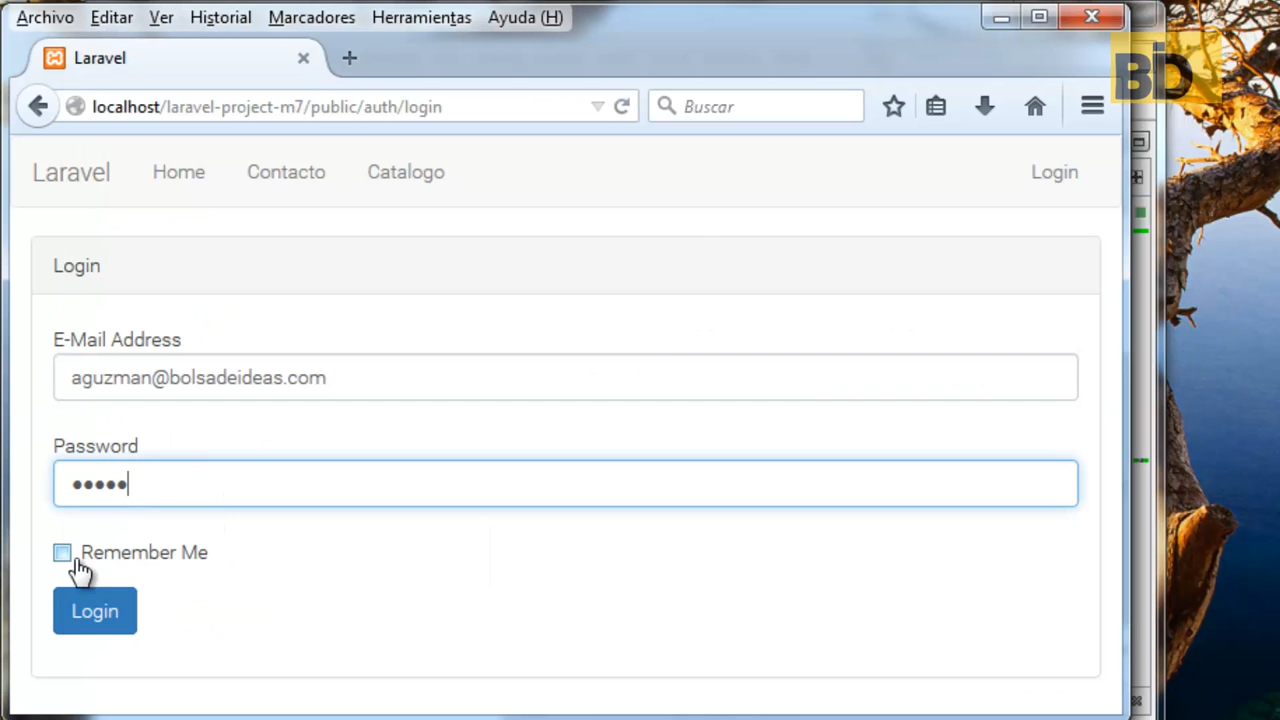 Archivo Editar Ver Historial Marcadores Herramientas Ayuda (H)
Laravel
localhost/laravel-project-m7/public/auth/login
Buscar
BID
Laravel Home Contacto Catalogo Login
Login
E-Mail Address
aguzman@bolsadeideas.com
Password
•••••
Remember Me
Login